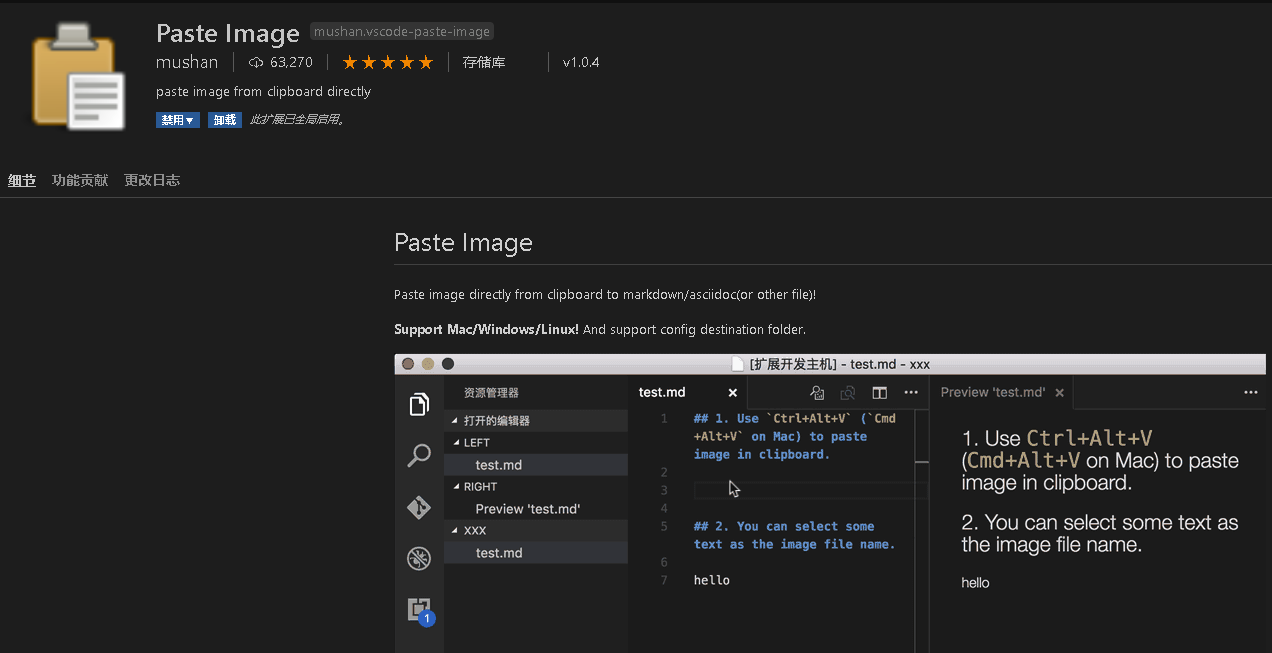 Paste Image mushan.vscode-paste-image
mushan 63,270 存储库 v1.0.4
paste image from clipboard directly
禁用▼ 卸载 此扩展已全局启用。
细节 功能贡献 更改日志
Paste Image
Paste image directly from clipboard to markdown/asciidoc(or other file)!
Support Mac/Windows/Linux! And support config destination folder.
[扩展开发主机] - test.md - xxx
资源管理器
打开的编辑器
LEFT
test.md
RIGHT
Preview 'test.md'
XXX
test.md
1
test.md
1 ## 1. Use `Ctrl+Alt+V` (`Cmd
+Alt+V` on Mac) to paste
image in clipboard.
2
3
4
5 ## 2. You can select some
text as the image file name.
6
7 hello
Preview 'test.md'
1. Use Ctrl+Alt+V
(Cmd+Alt+V on Mac) to paste
image in clipboard.
2. You can select some text as
the image file name.
hello